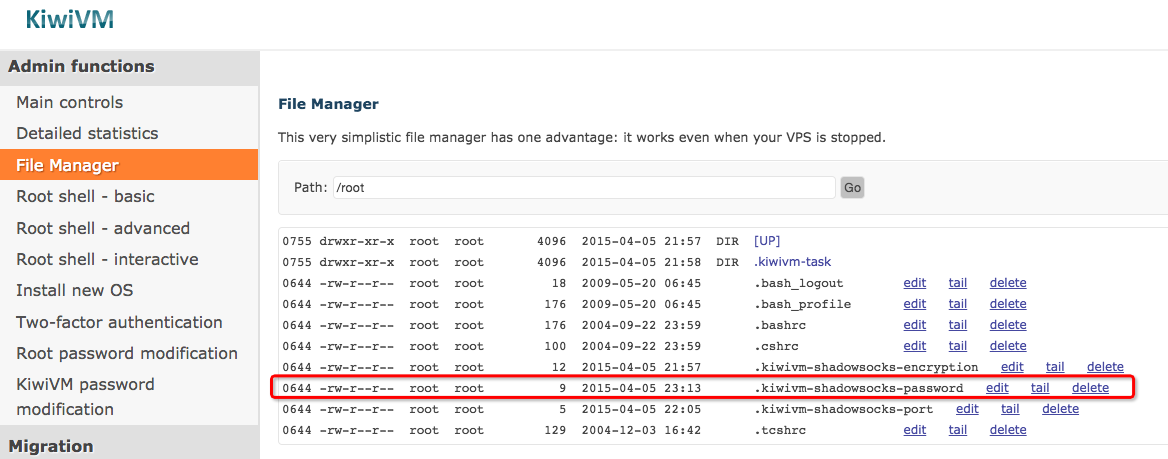 KiwiVM
Admin functions
Main controls
Detailed statistics
File Manager
Root shell - basic
Root shell - advanced
Root shell - interactive
Install new OS
Two-factor authentication
Root password modification
KiwiVM password
modification
Migration
File Manager
This very simplistic file manager has one advantage: it works even when your VPS is stopped.
Path: /root Go
0755 drwxr-xr-x root root 4096 2015-04-05 21:57 DIR [UP]
0755 drwxr-xr-x root root 4096 2015-04-05 21:58 DIR .kiwivm-task
0644 -rw-r--r-- root root 18 2009-05-20 06:45 .bash_logout edit tail delete
0644 -rw-r--r-- root root 176 2009-05-20 06:45 .bash_profile edit tail delete
0644 -rw-r--r-- root root 176 2004-09-22 23:59 .bashrc edit tail delete
0644 -rw-r--r-- root root 100 2004-09-22 23:59 .cshrc edit tail delete
0644 -rw-r--r-- root root 12 2015-04-05 21:57 .kiwivm-shadowsocks-encryption edit tail delete
0644 -rw-r--r-- root root 9 2015-04-05 23:13 .kiwivm-shadowsocks-password edit tail delete
0644 -rw-r--r-- root root 5 2015-04-05 22:05 .kiwivm-shadowsocks-port edit tail delete
0644 -rw-r--r-- root root 129 2004-12-03 16:42 .tcshrc edit tail delete